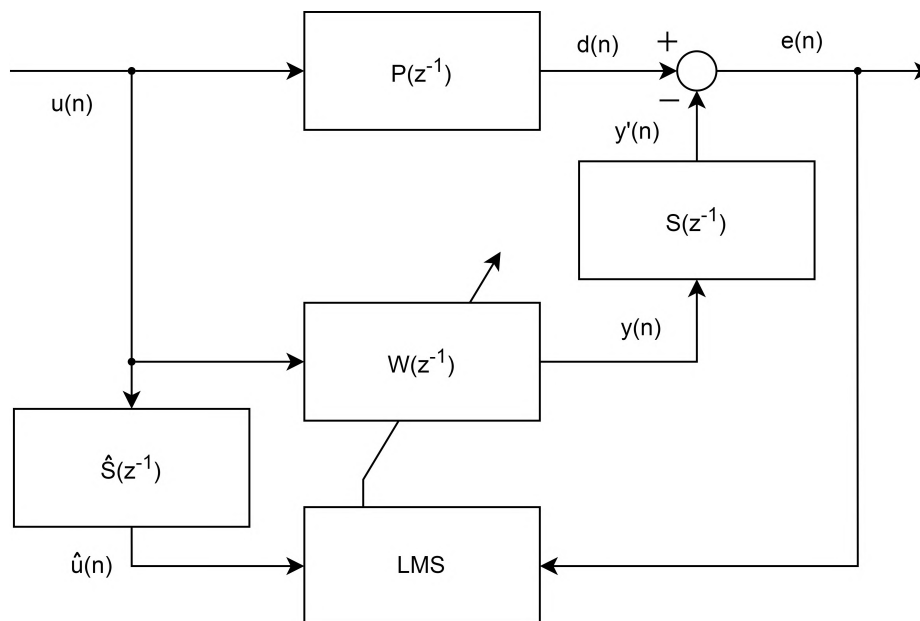 P(z⁻¹)
d(n)
+
e(n)
u(n)
−
y'(n)
S(z⁻¹)
W(z⁻¹)
y(n)
Ŝ(z⁻¹)
û(n)
LMS